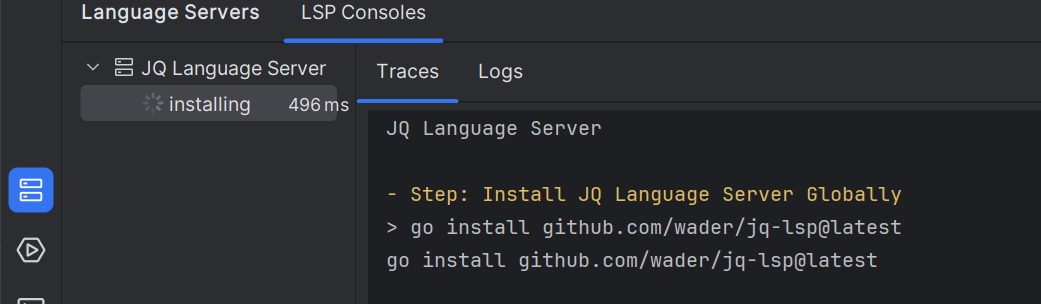 Language Servers LSP Consoles
JQ Language Server
installing 496 ms
Traces Logs
JQ Language Server
- Step: Install JQ Language Server Globally
> go install github.com/wader/jq-lsp@latest
go install github.com/wader/jq-lsp@latest